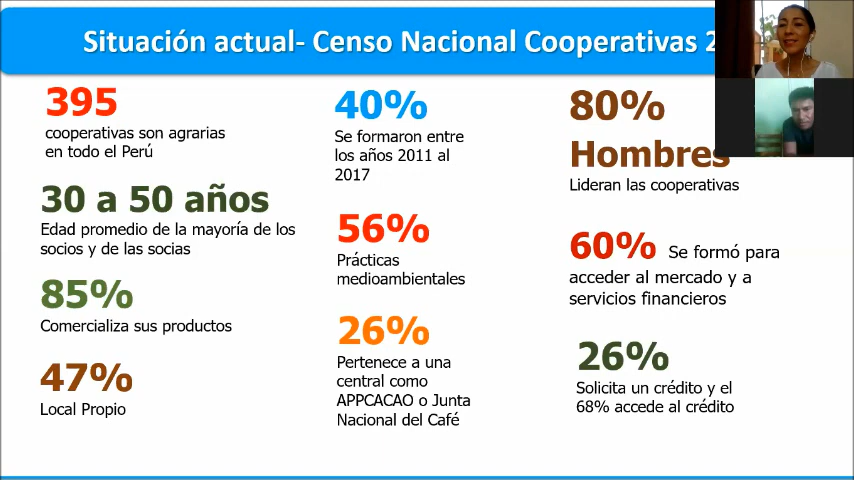 Situación actual- Censo Nacional Cooperativas
395
cooperativas son agrarias
en todo el Perú
30 a 50 años
Edad promedio de la mayoría de los
socios y de las socias
85%
Comercializa sus productos
47%
Local Propio
40%
Se formaron entre
los años 2011 al
2017
56%
Prácticas
medioambientales
26%
Pertenece a una
central como
APPCACAO o Junta
Nacional del Café
80%
Hombres
Lideran las cooperativas
60% Se formó para
acceder al mercado y a
servicios financieros
26%
Solicita un crédito y el
68% accede al crédito